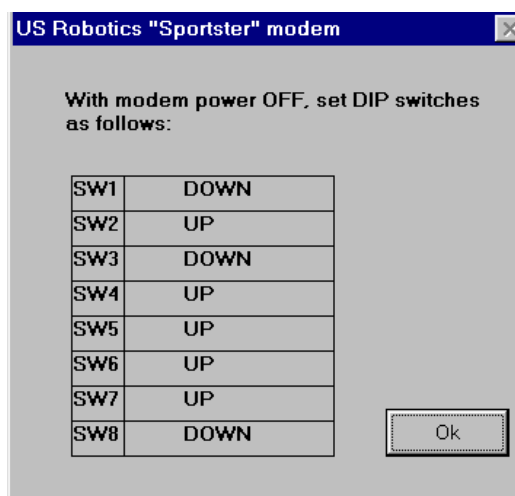 US Robotics "Sportster" modem
With modem power OFF, set DIP switches
as follows:
SW1 DOWN
SW2 UP
SW3 DOWN
SW4 UP
SW5 UP
SW6 UP
SW7 UP
SW8 DOWN
Ok